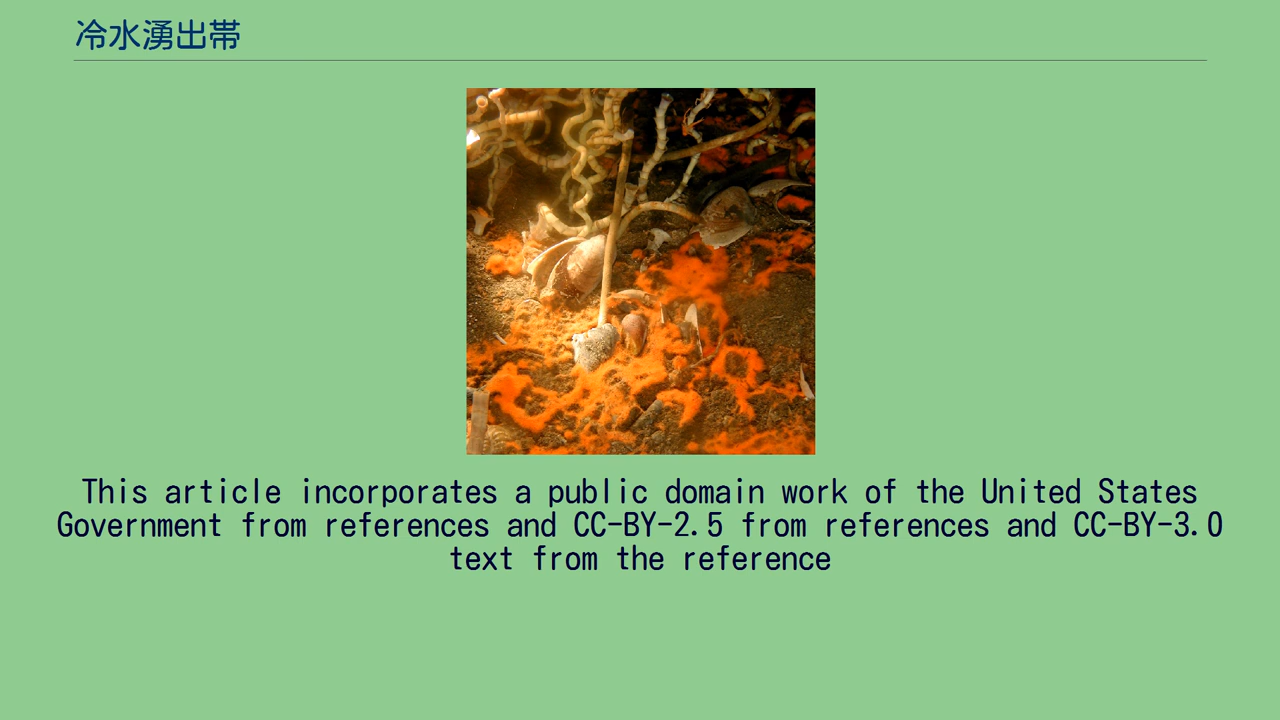 冷水湧出帯
This article incorporates a public domain work of the United States
Government from references and CC-BY-2.5 from references and CC-BY-3.0
text from the reference